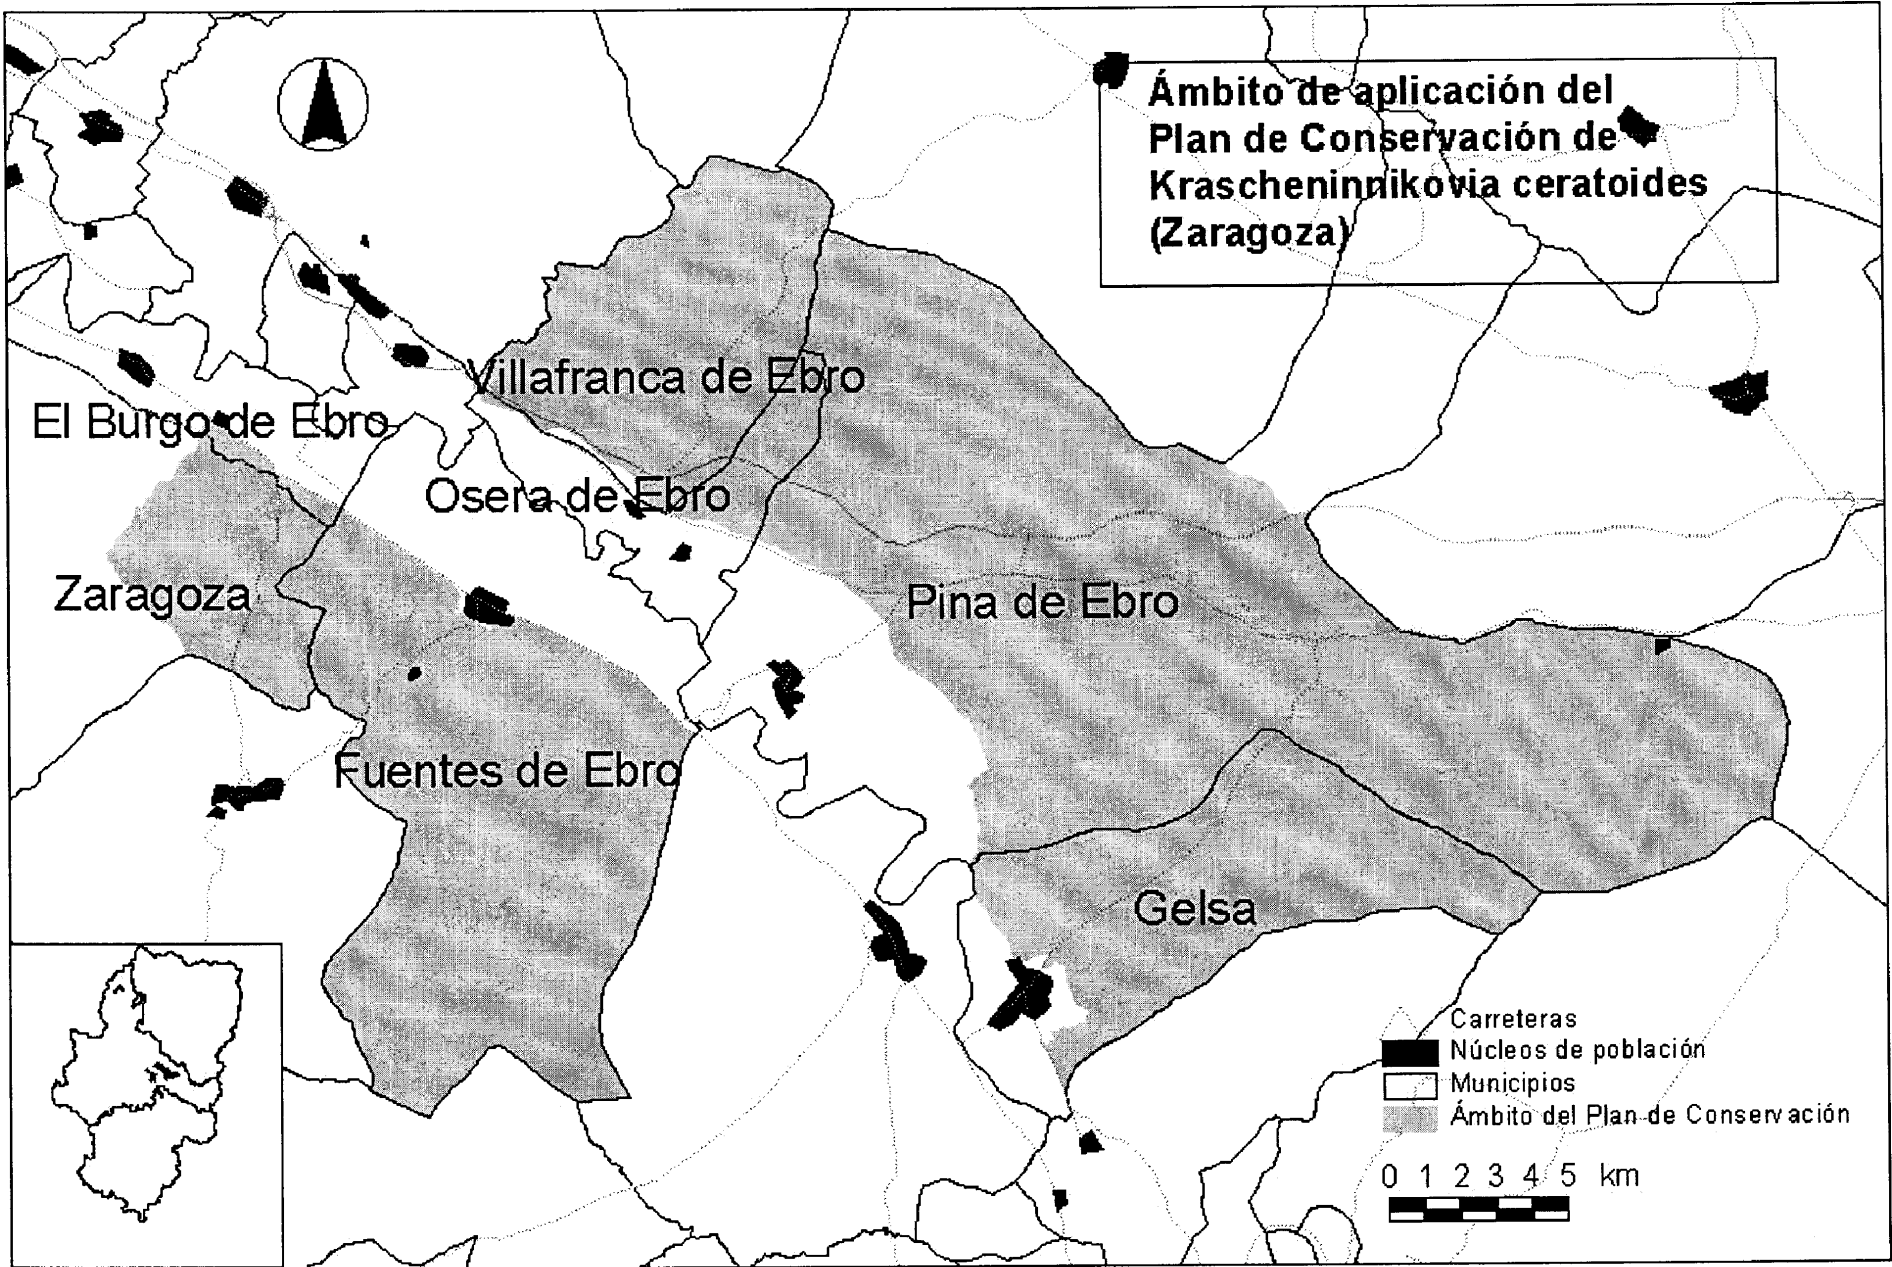 Ámbito de aplicación del
Plan de Conservación de
Krascheninnikovia ceratoides
(Zaragoza)
Villafranca de Ebro
El Burgo de Ebro
Osera de Ebro
Zaragoza
Pina de Ebro
Fuentes de Ebro
Gelsa
Carreteras
Núcleos de población
Municipios
Ámbito del Plan de Conservación
0 1 2 3 4 5 km